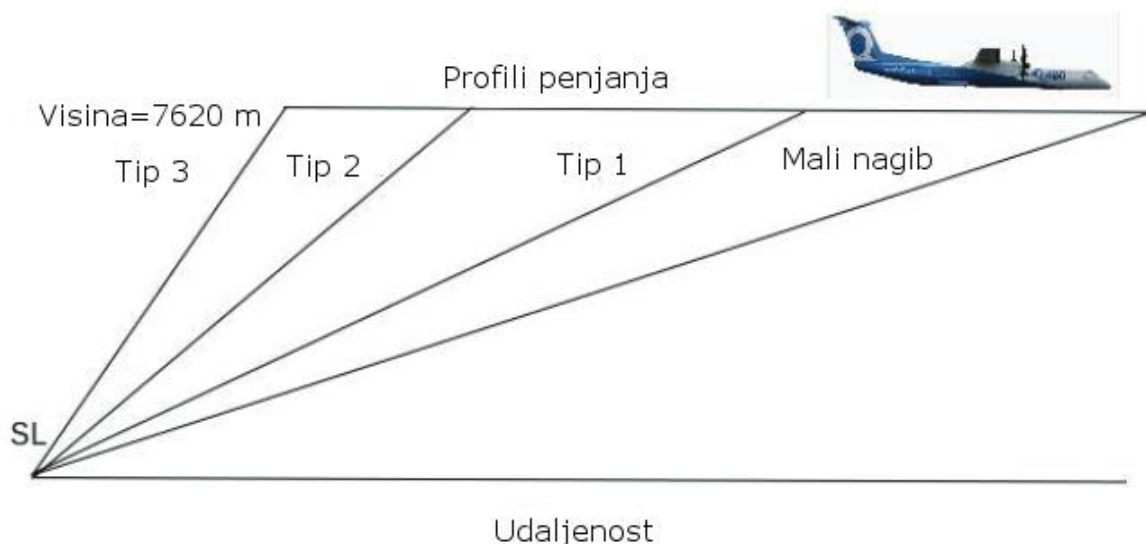 Profili penjanja
Visina=7620 m
Tip 3
Tip 2
Tip 1
Mali nagib
SL
Udaljenost